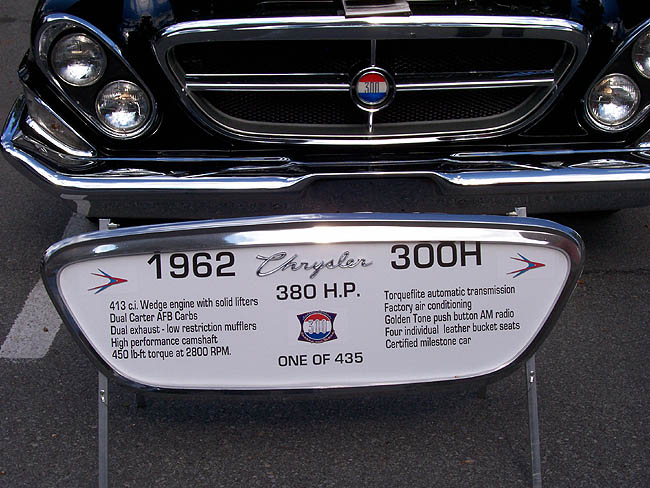 300
1962 Chrysler 300H
380 H.P.
413 c.i. Wedge engine with solid lifters
Dual Carter AFB Carbs
Dual exhaust - low restriction mufflers
High performance camshaft
450 lb-ft torque at 2800 RPM.
300
ONE OF 435
Torqueflite automatic transmission
Factory air conditioning
Golden Tone push button AM radio
Four individual leather bucket seats
Certified milestone car